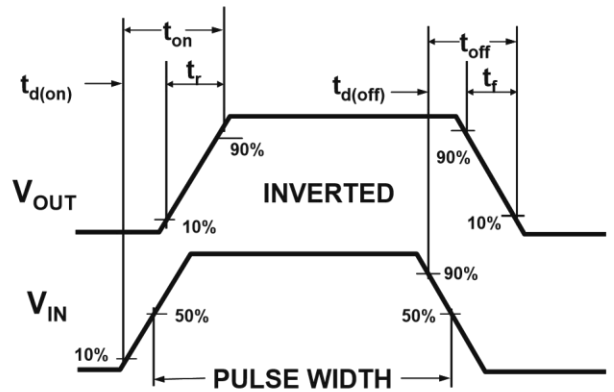 t_on t_off
t_d(on) t_r t_d(off) t_f
90% 90%
V_OUT INVERTED
10% 10%
90%
V_IN 50% 50%
10%
PULSE WIDTH